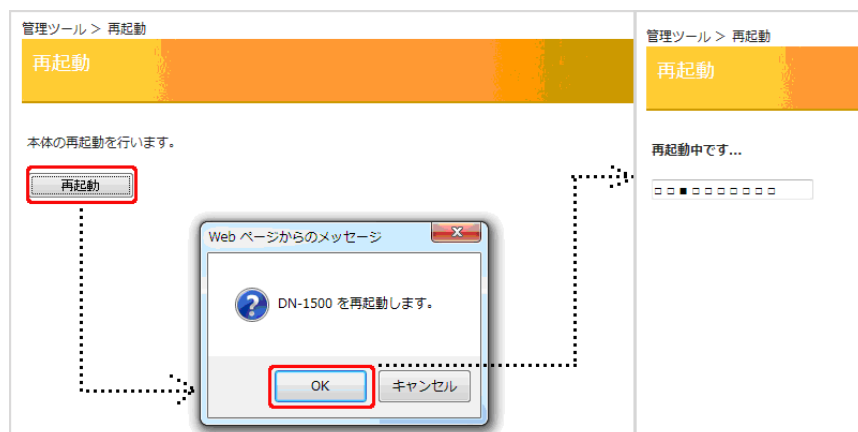 管理ツール > 再起動
再起動
本体の再起動を行います。
再起動
Web ページからのメッセージ
DN-1500 を再起動します。
OK
キャンセル
管理ツール > 再起動
再起動
再起動中です...
□□■□□□□□□□